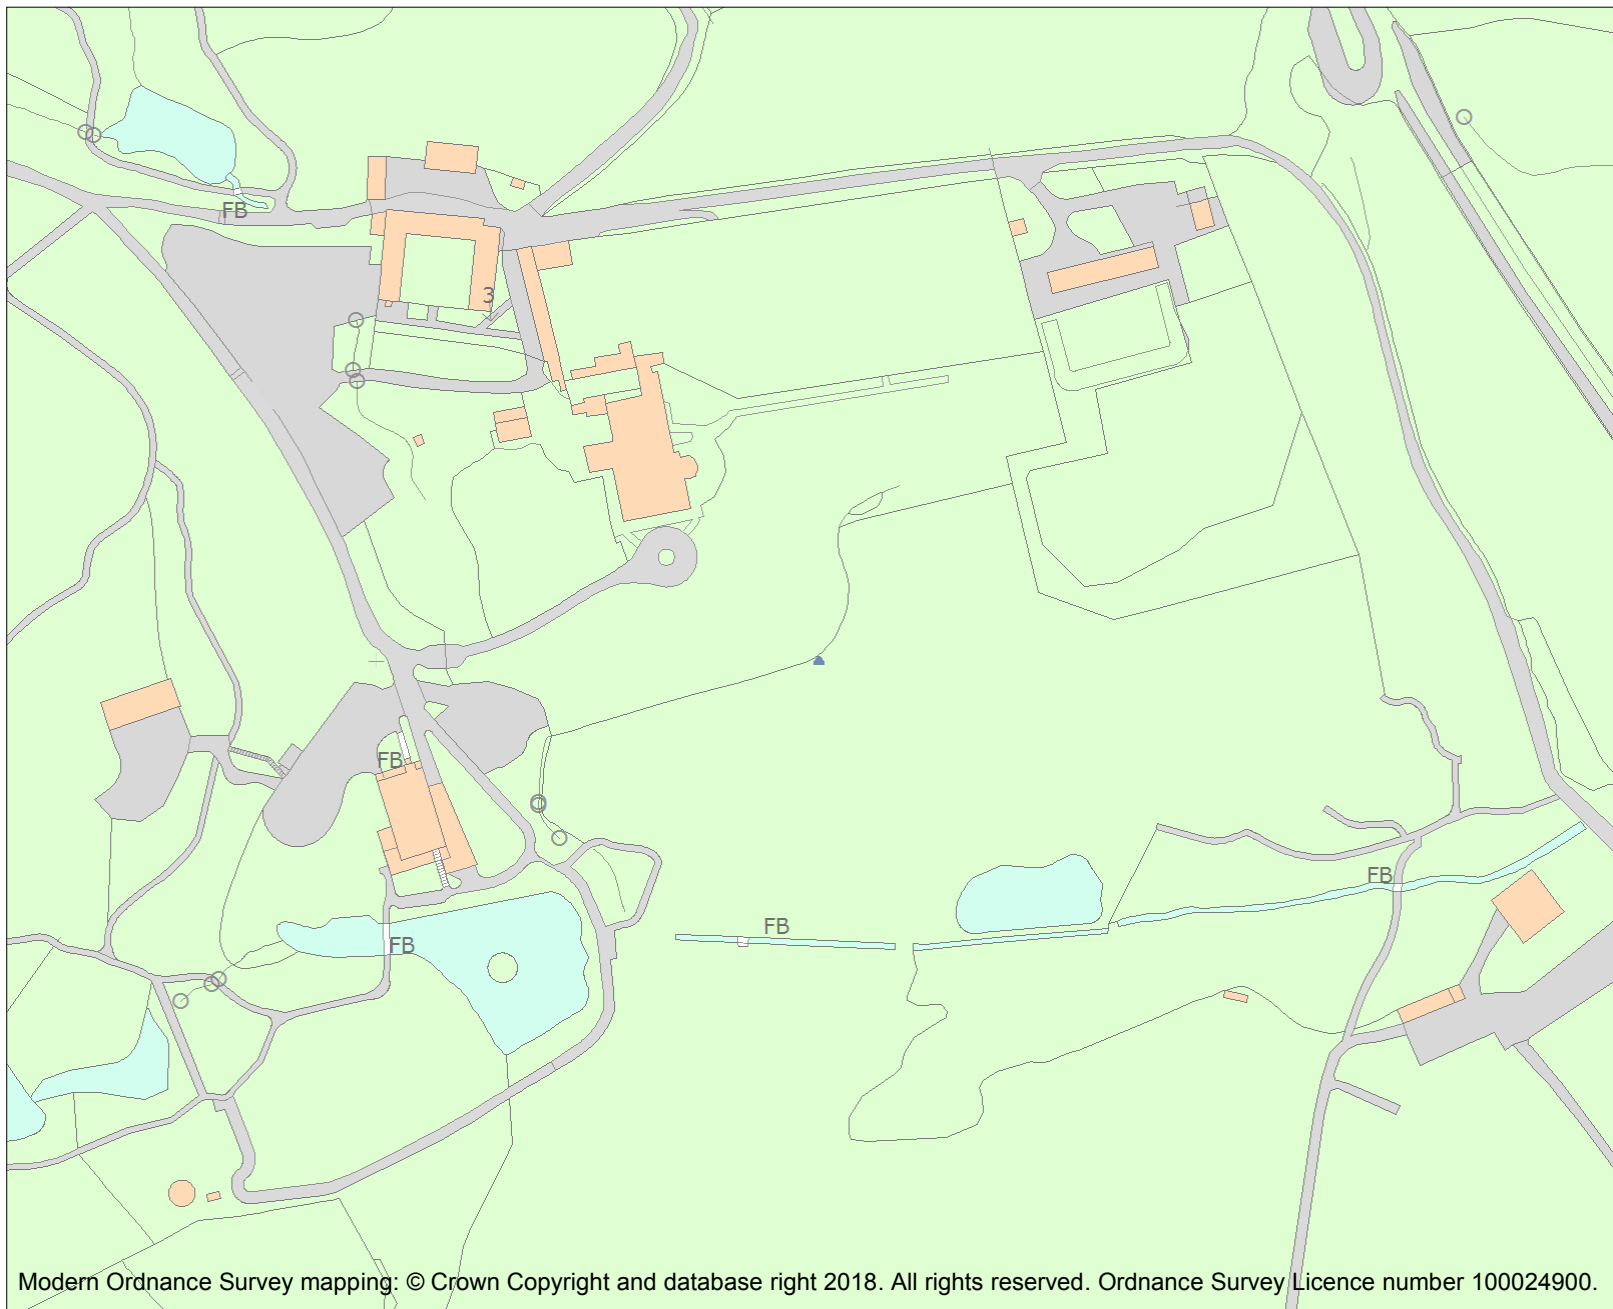 FB
3
FB
FB
FB
FB
Modern Ordnance Survey mapping: © Crown Copyright and database right 2018. All rights reserved. Ordnance Survey Licence number 100024900.